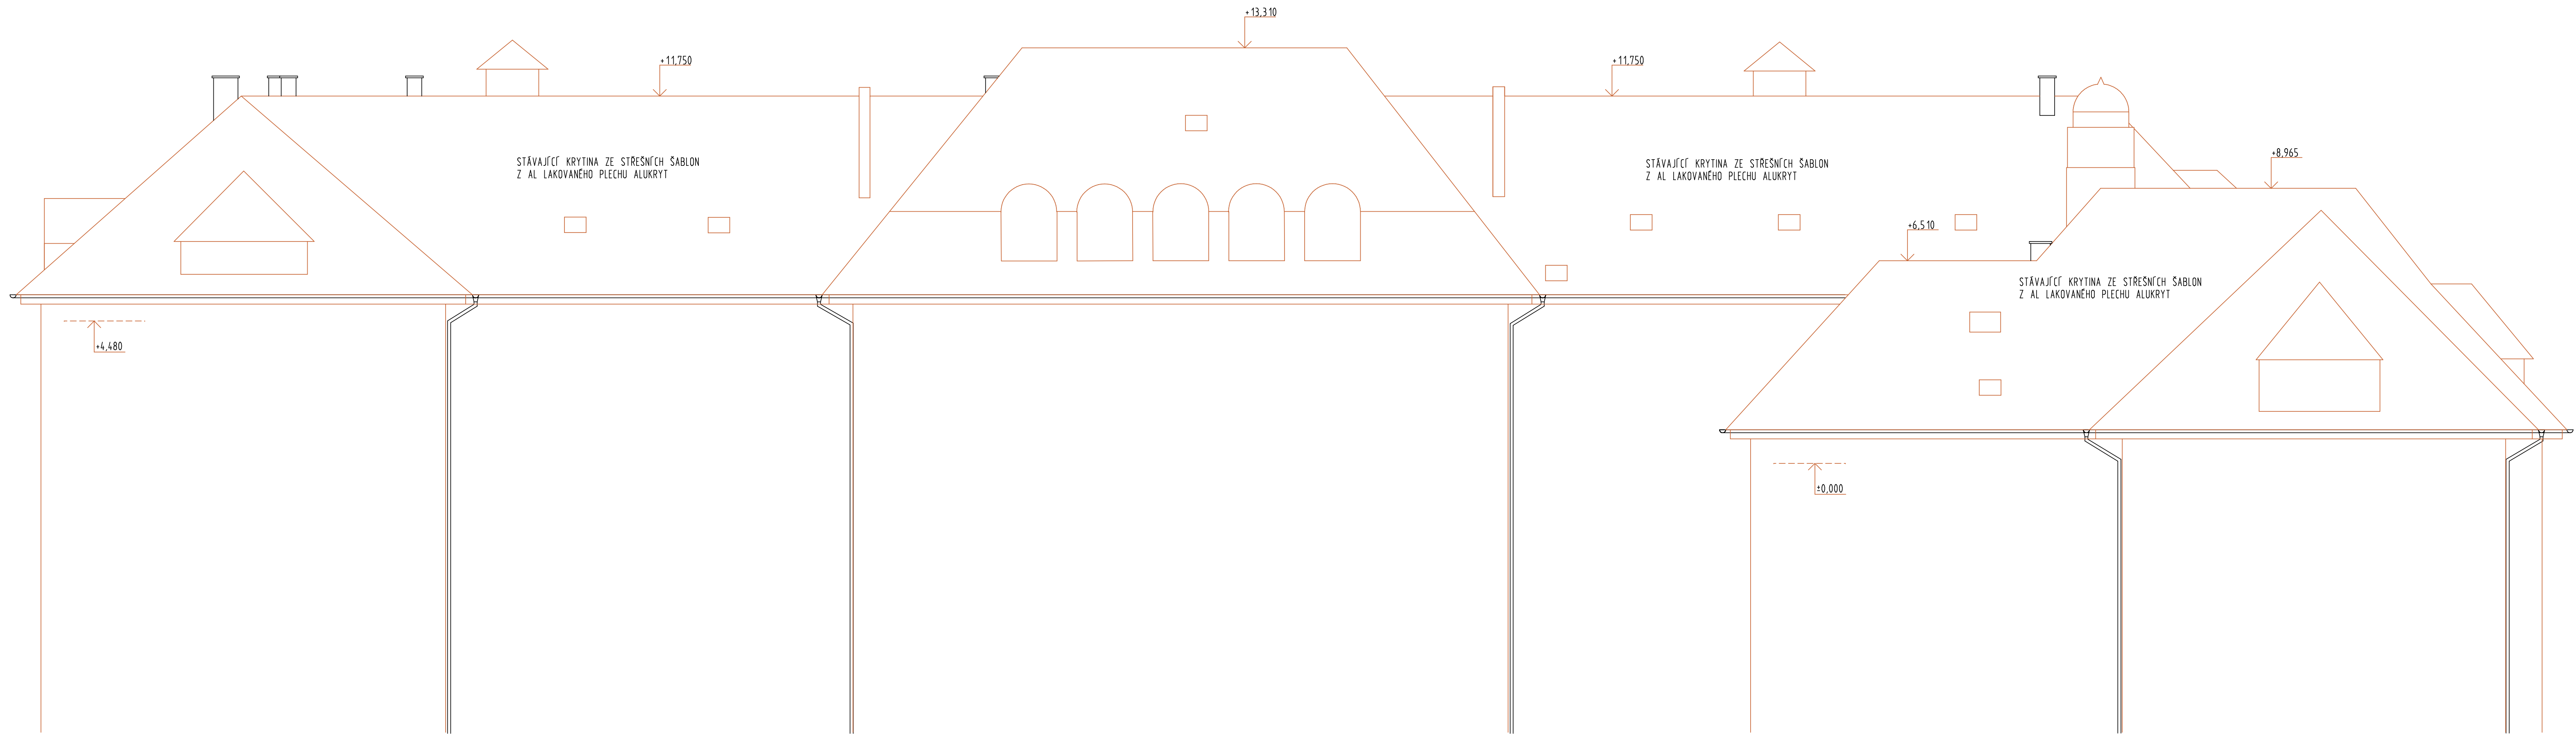 +13,310
+11,750
+11,750
STÁVAJÍCÍ KRYTINA ZE STŘEŠNÍCH ŠABLON
Z AL LAKOVANÉHO PLECHU ALUKRYT
STÁVAJÍCÍ KRYTINA ZE STŘEŠNÍCH ŠABLON
Z AL LAKOVANÉHO PLECHU ALUKRYT
+8,965
+6,510
STÁVAJÍCÍ KRYTINA ZE STŘEŠNÍCH ŠABLON
Z AL LAKOVANÉHO PLECHU ALUKRYT
+4,480
±0,000